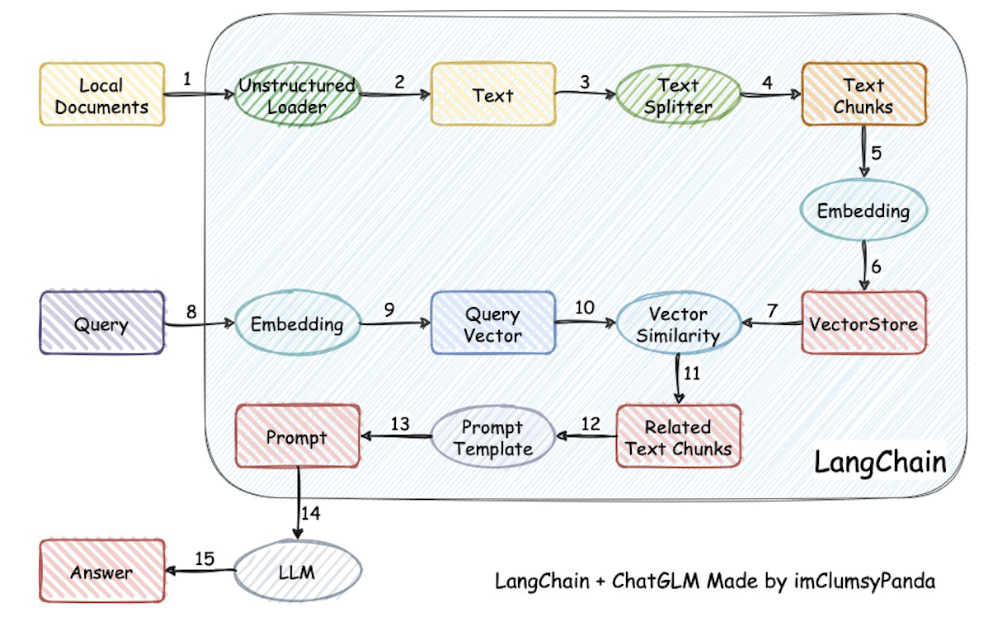 1
2
3
4
Local
Documents
Unstructured
Loader
Text
Text
Splitter
Text
Chunks
5
Embedding
6
8
9
10
7
Query
Embedding
Query
Vector
Vector
Similarity
VectorStore
11
13
12
Prompt
Prompt
Template
Related
Text Chunks
LangChain
14
15
Answer
LLM
LangChain + ChatGLM Made by imClumsyPanda